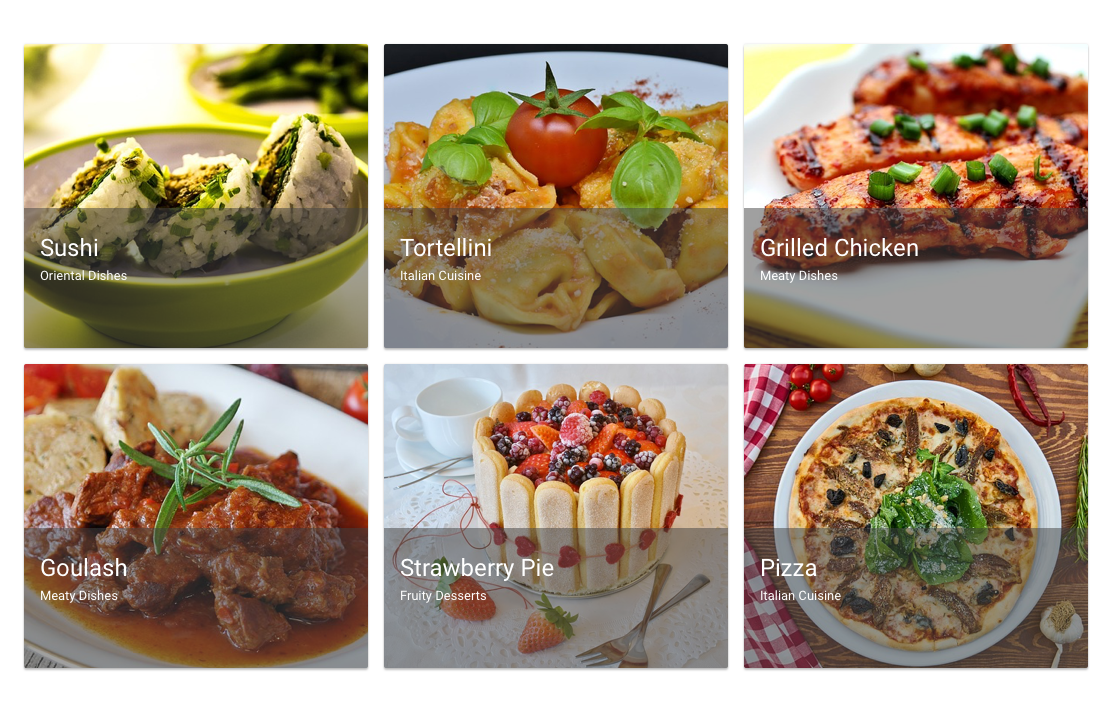 Sushi
Oriental Dishes
Tortellini
Italian Cuisine
Grilled Chicken
Meaty Dishes
Goulash
Meaty Dishes
Strawberry Pie
Fruity Desserts
Pizza
Italian Cuisine